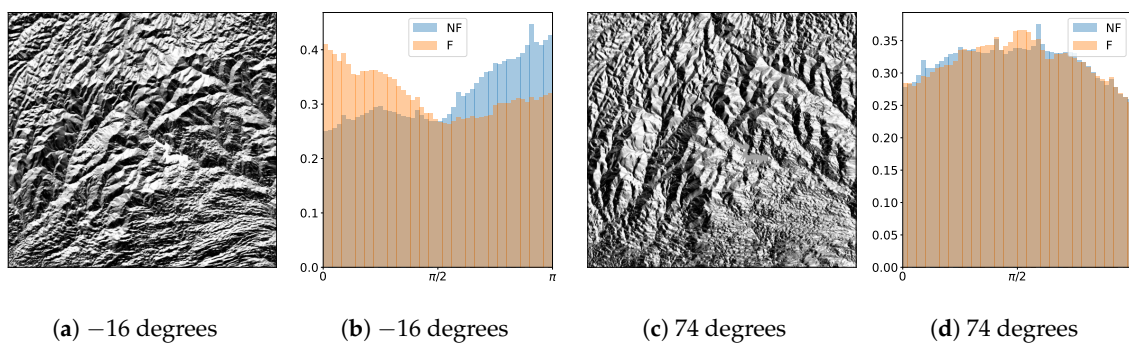 NF
F
0.4
0.3
0.2
0.1
0.0
0
π/2
π
NF
F
0.35
0.30
0.25
0.20
0.15
0.10
0.05
0.00
0
π/2
(a) −16 degrees
(b) −16 degrees
(c) 74 degrees
(d) 74 degrees